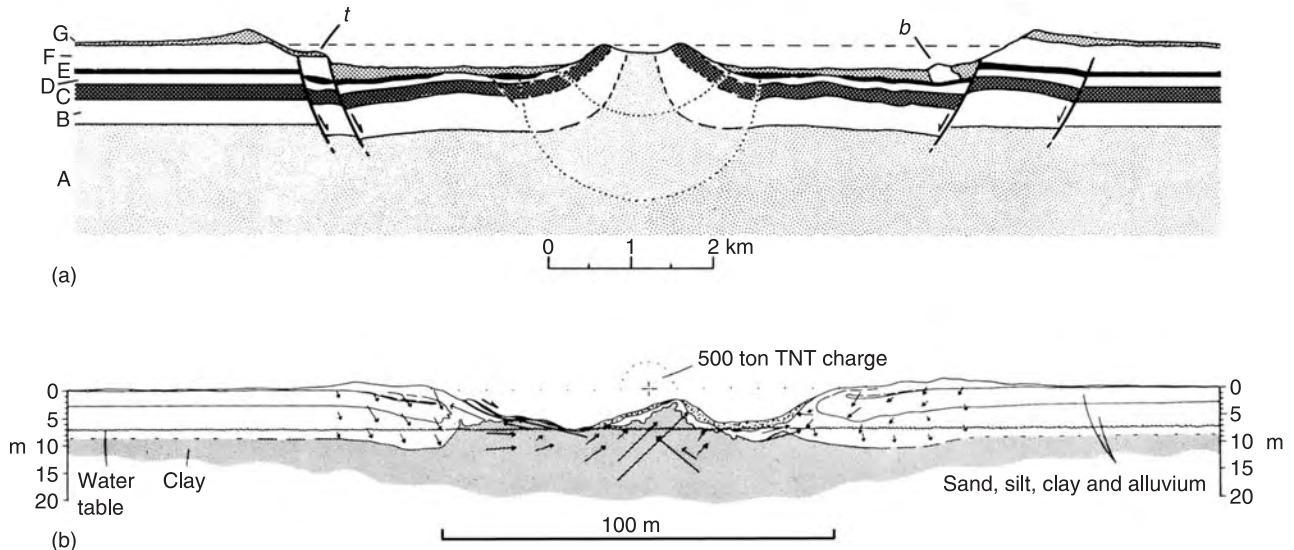 G
t
b
F
E
D
C
B
A
0 1 2 km
(a)
500 ton TNT charge
0
5
m
10
15
20
0
5
10 m
15
20
Water
table
Clay
Sand, silt, clay and alluvium
100 m
(b)